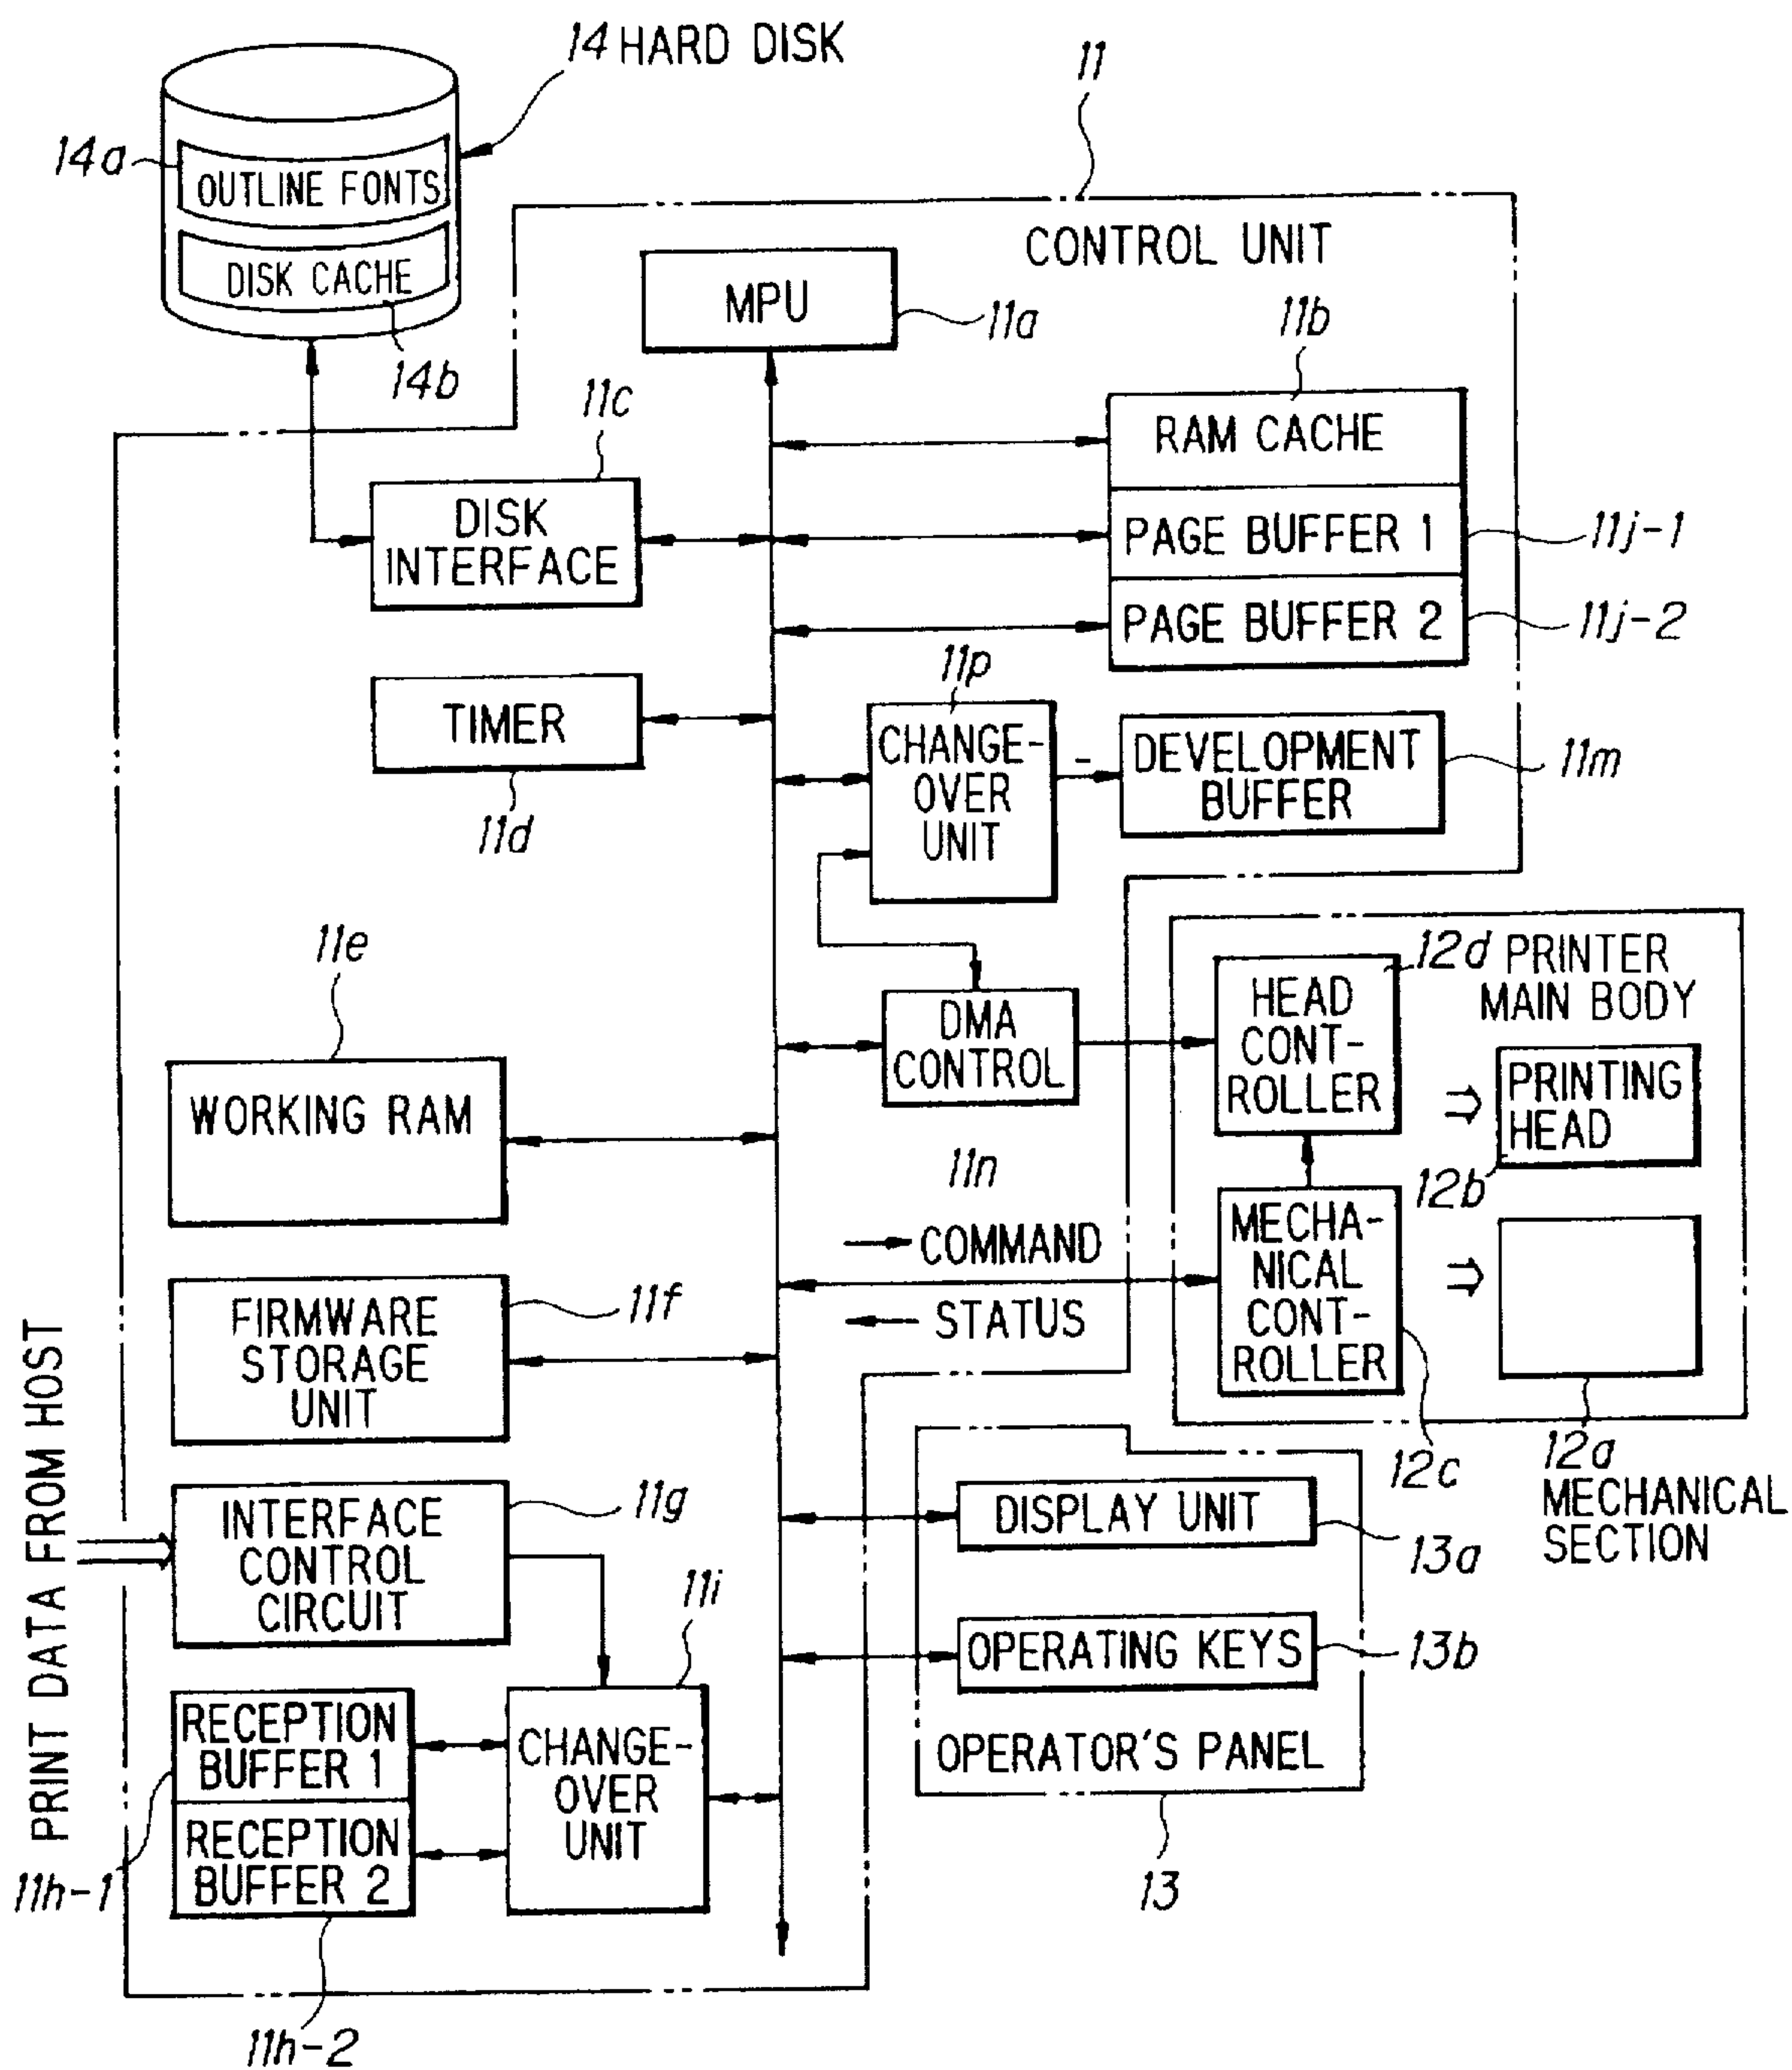 14 HARD DISK
14a
OUTLINE FONTS
DISK CACHE
14b
11
CONTROL UNIT
MPU
11a
11b
RAM CACHE
PAGE BUFFER 1
11j-1
PAGE BUFFER 2
11j-2
11c
DISK
INTERFACE
TIMER
11d
11p
CHANGE-
OVER
UNIT
DEVELOPMENT
BUFFER
11m
11e
WORKING RAM
DMA
CONTROL
11n
12d PRINTER
MAIN BODY
HEAD
CONT-
ROLLER
PRINTING
HEAD
12b
COMMAND
STATUS
MECHA-
NICAL
CONT-
ROLLER
12c
12a
MECHANICAL
SECTION
FIRMWARE
STORAGE
UNIT
11f
PRINT DATA FROM HOST
INTERFACE
CONTROL
CIRCUIT
11g
11i
CHANGE-
OVER
UNIT
RECEPTION
BUFFER 1
RECEPTION
BUFFER 2
11h-1
11h-2
DISPLAY UNIT
13a
OPERATING KEYS
13b
OPERATOR'S PANEL
13